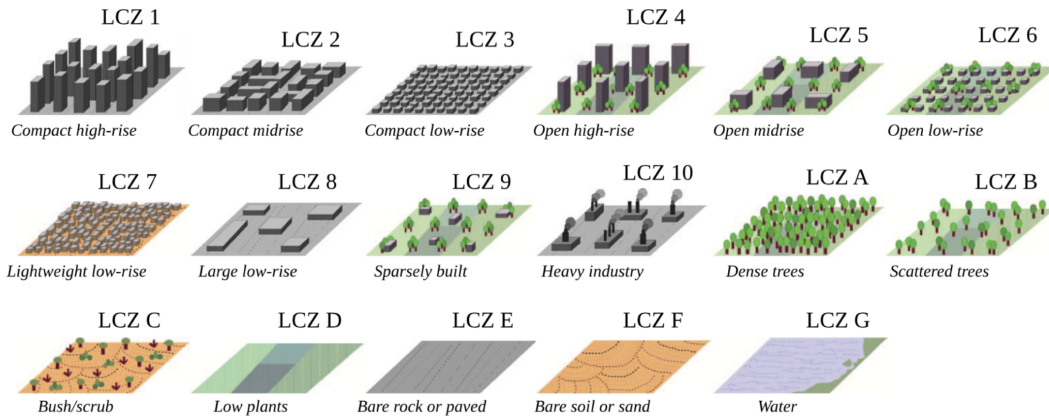 LCZ 1
LCZ 2
LCZ 3
LCZ 4
LCZ 5
LCZ 6
Compact high-rise
Compact midrise
Compact low-rise
Open high-rise
Open midrise
Open low-rise
LCZ 7
LCZ 8
LCZ 9
LCZ 10
LCZ A
LCZ B
Lightweight low-rise
Large low-rise
Sparsely built
Heavy industry
Dense trees
Scattered trees
LCZ C
LCZ D
LCZ E
LCZ F
LCZ G
Bush/scrub
Low plants
Bare rock or paved
Bare soil or sand
Water